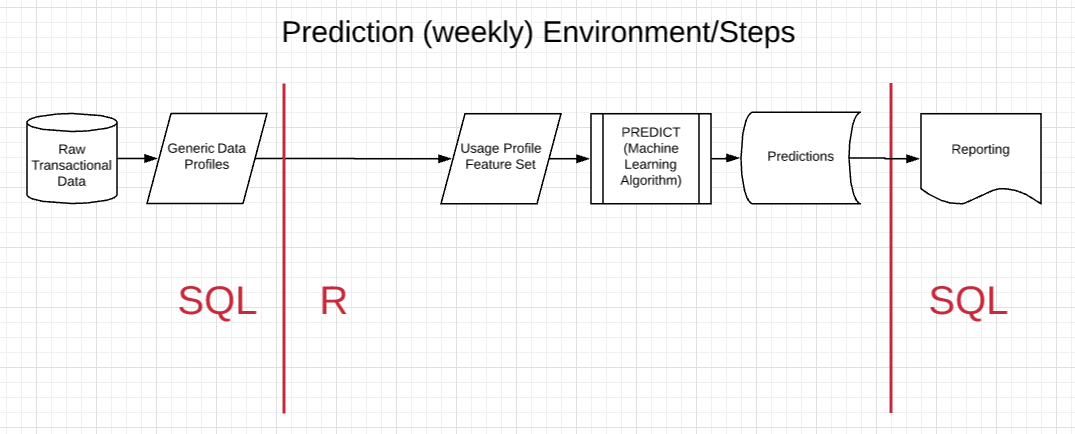 Prediction (weekly) Environment/Steps
Raw
Transactional
Data
Generic Data
Profiles
Usage Profile
Feature Set
PREDICT
(Machine
Learning
Algorithm)
Predictions
Reporting
SQL
R
SQL